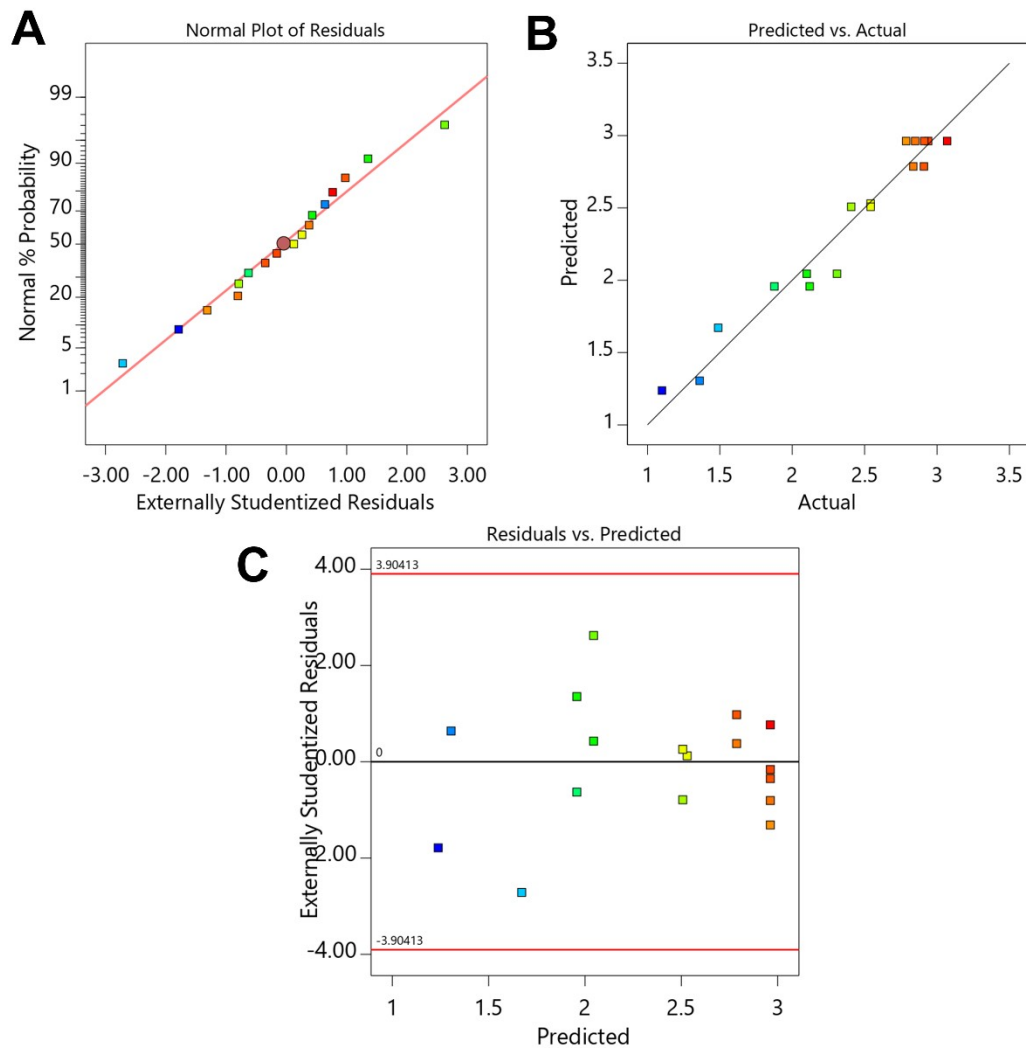 A
Normal Plot of Residuals
Normal % Probability
99
90
70
50
20
5
1
-3.00 -2.00 -1.00 0.00 1.00 2.00 3.00
Externally Studentized Residuals
B
Predicted vs. Actual
Predicted
3.5
3
2.5
2
1.5
1
1 1.5 2 2.5 3 3.5
Actual
C
Residuals vs. Predicted
Externally Studentized Residuals
4.00
3.90413
2.00
0
0.00
-2.00
-3.90413
-4.00
1 1.5 2 2.5 3
Predicted